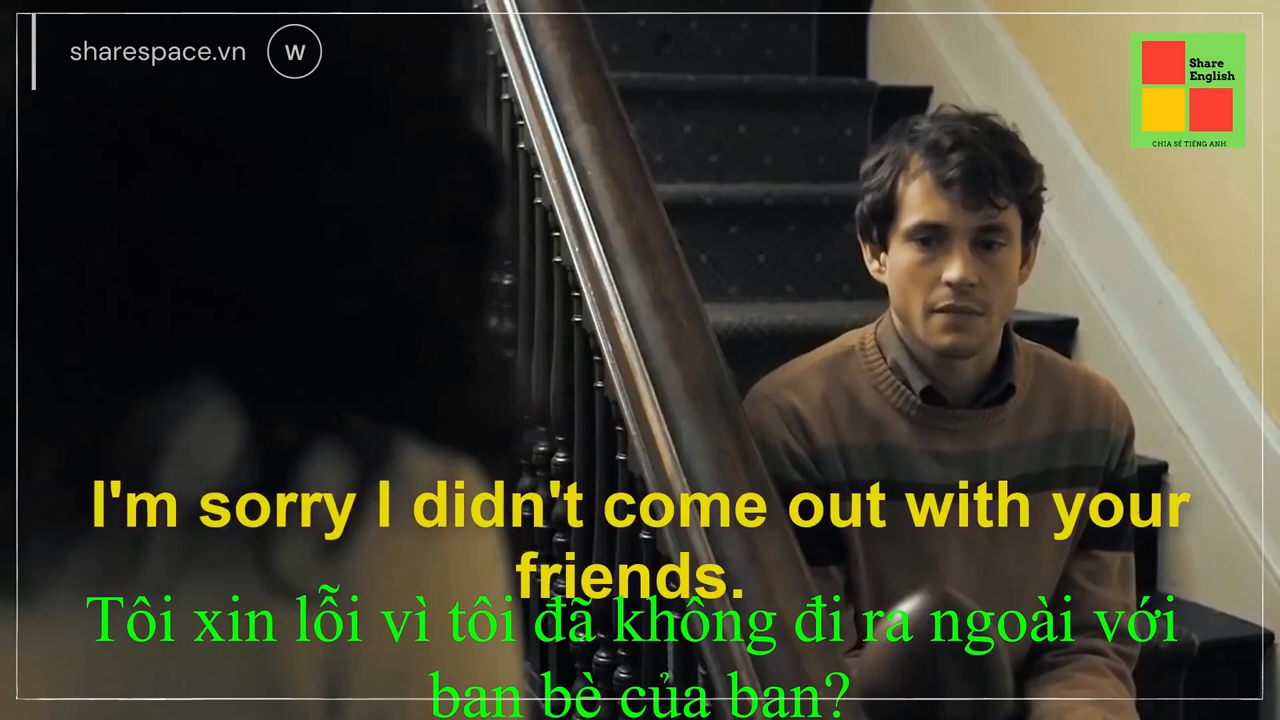 sharespace.vn
W
Share
English
CHIA SẺ TIẾNG ANH
I'm sorry I didn't come out with your
friends.
Tôi xin lỗi vì tôi đã không đi ra ngoài với
bạn bè của bạn?